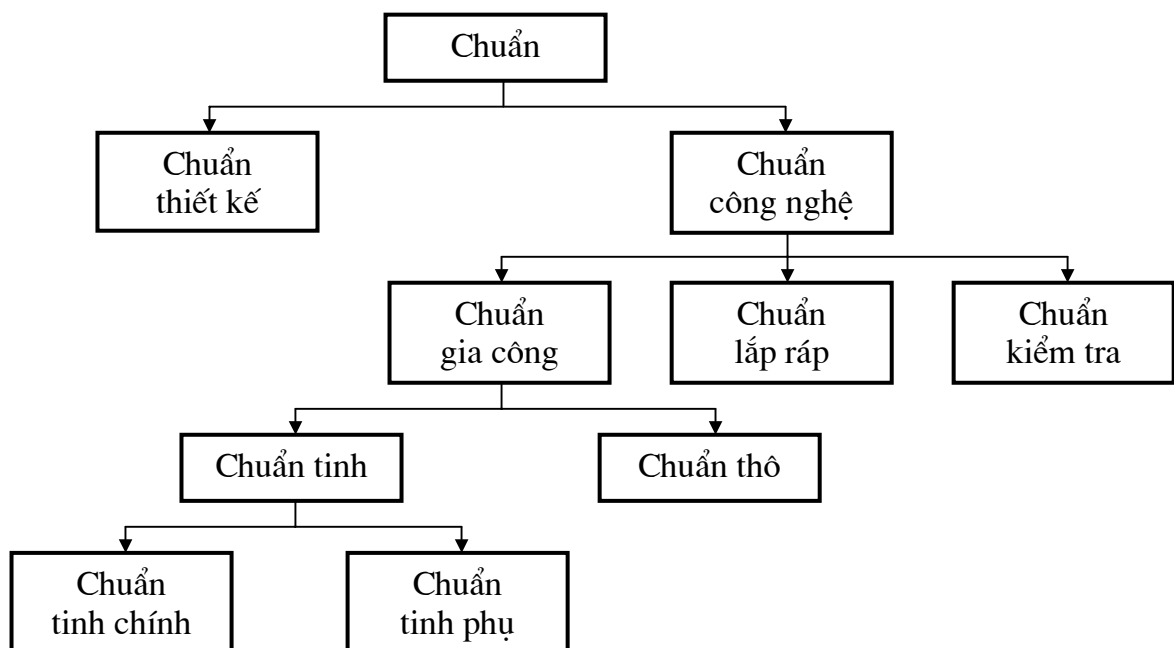 Chuẩn
Chuẩn
thiết kế
Chuẩn
công nghệ
Chuẩn
gia công
Chuẩn
lắp ráp
Chuẩn
kiểm tra
Chuẩn tinh
Chuẩn thô
Chuẩn
tinh chính
Chuẩn
tinh phụ